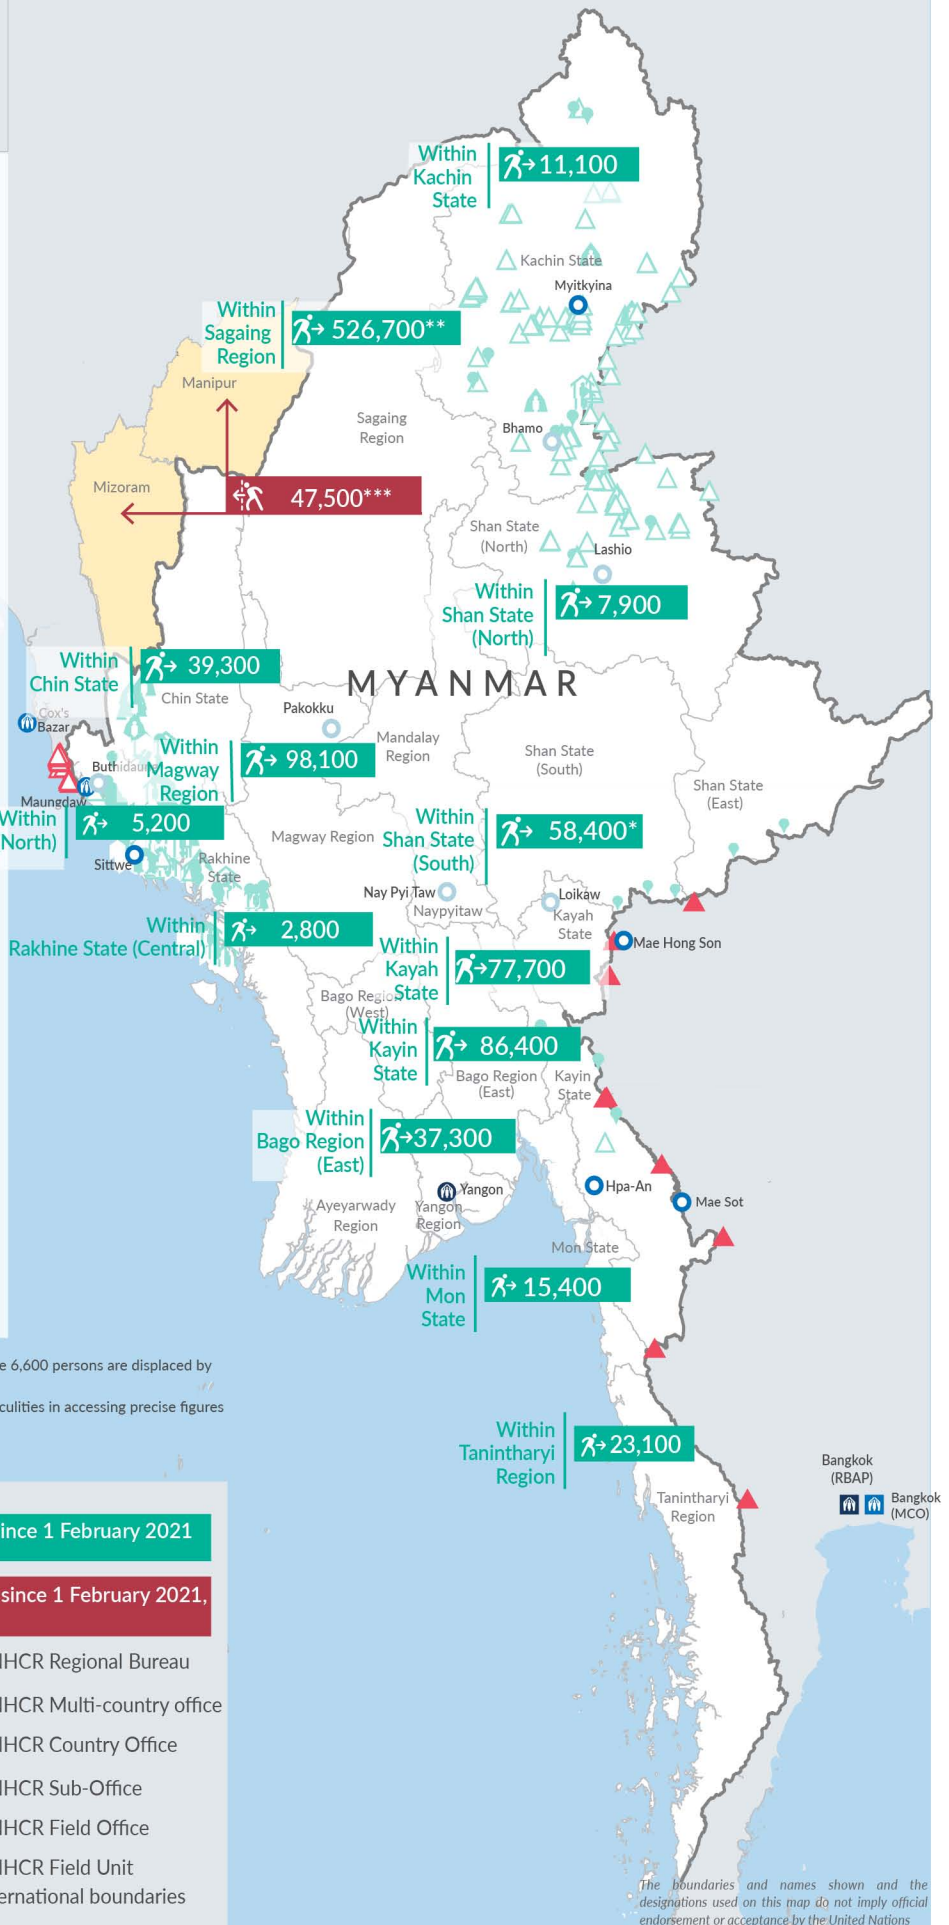 Within
Kachin
State
11,100
Kachin State
Myitkyina
Within
Sagaing
Region
526,700**
Manipur
Sagaing
Region
Bhamo
Mizoram
47,500***
Shan State
(North)
Lashio
Within
Shan State
(North)
7,900
Within
Chin State
39,300
Chin State
MYANMAR
Cox's
Bazar
Pakokku
Mandalay
Region
Shan State
(South)
Within
Magway
Region
98,100
Buthidaung
Maungdaw
Shan State
(East)
Within
North)
5,200
Magway Region
Within
Shan State
(South)
58,400*
Sittwe
Rakhine
State
Nay Pyi Taw
Naypyitaw
Loikaw
Kayah
State
Within
Rakhine State (Central)
2,800
Mae Hong Son
Within
Kayah
State
77,700
Bago Region
(West)
Within
Kayin
State
86,400
Bago Region
(East)
Kayin
State
Within
Bago Region
(East)
37,300
Hpa-An
Yangon
Mae Sot
Ayeyarwady
Region
Yangon
Region
Mon State
Within
Mon
State
15,400
e 6,600 persons are displaced by
culities in accessing precise figures
Within
Tanintharyi
Region
23,100
Bangkok
(RBAP)
Bangkok
(MCO)
Tanintharyi
Region
ince 1 February 2021
since 1 February 2021,
HCR Regional Bureau
HCR Multi-country office
HCR Country Office
HCR Sub-Office
HCR Field Office
HCR Field Unit
ernational boundaries
The boundaries and names shown and the
designations used on this map do not imply official
endorsement or acceptance by the United Nations